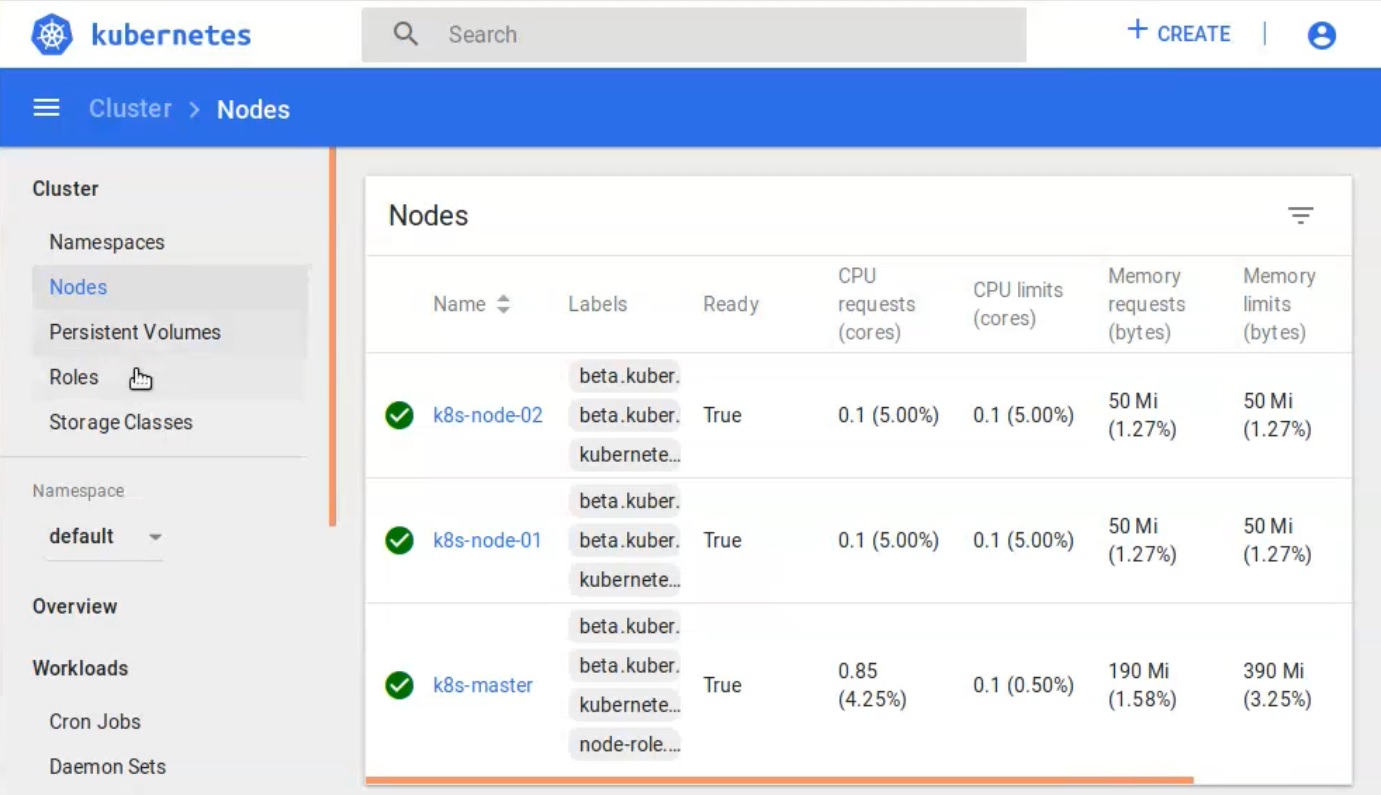 kubernetes
Search
+ CREATE |
Cluster > Nodes
Cluster
Namespaces
Nodes
Persistent Volumes
Roles
Storage Classes
Namespace
default
Overview
Workloads
Cron Jobs
Daemon Sets
Nodes
Name
Labels
Ready
CPU
requests
(cores)
CPU limits
(cores)
Memory
requests
(bytes)
Memory
limits
(bytes)
k8s-node-02
beta.kuber.
beta.kuber.
kubernete...
True
0.1 (5.00%)
0.1 (5.00%)
50 Mi
(1.27%)
50 Mi
(1.27%)
k8s-node-01
beta.kuber.
beta.kuber.
kubernete...
True
0.1 (5.00%)
0.1 (5.00%)
50 Mi
(1.27%)
50 Mi
(1.27%)
k8s-master
beta.kuber.
beta.kuber.
kubernete...
node-role....
True
0.85
(4.25%)
0.1 (0.50%)
190 Mi
(1.58%)
390 Mi
(3.25%)